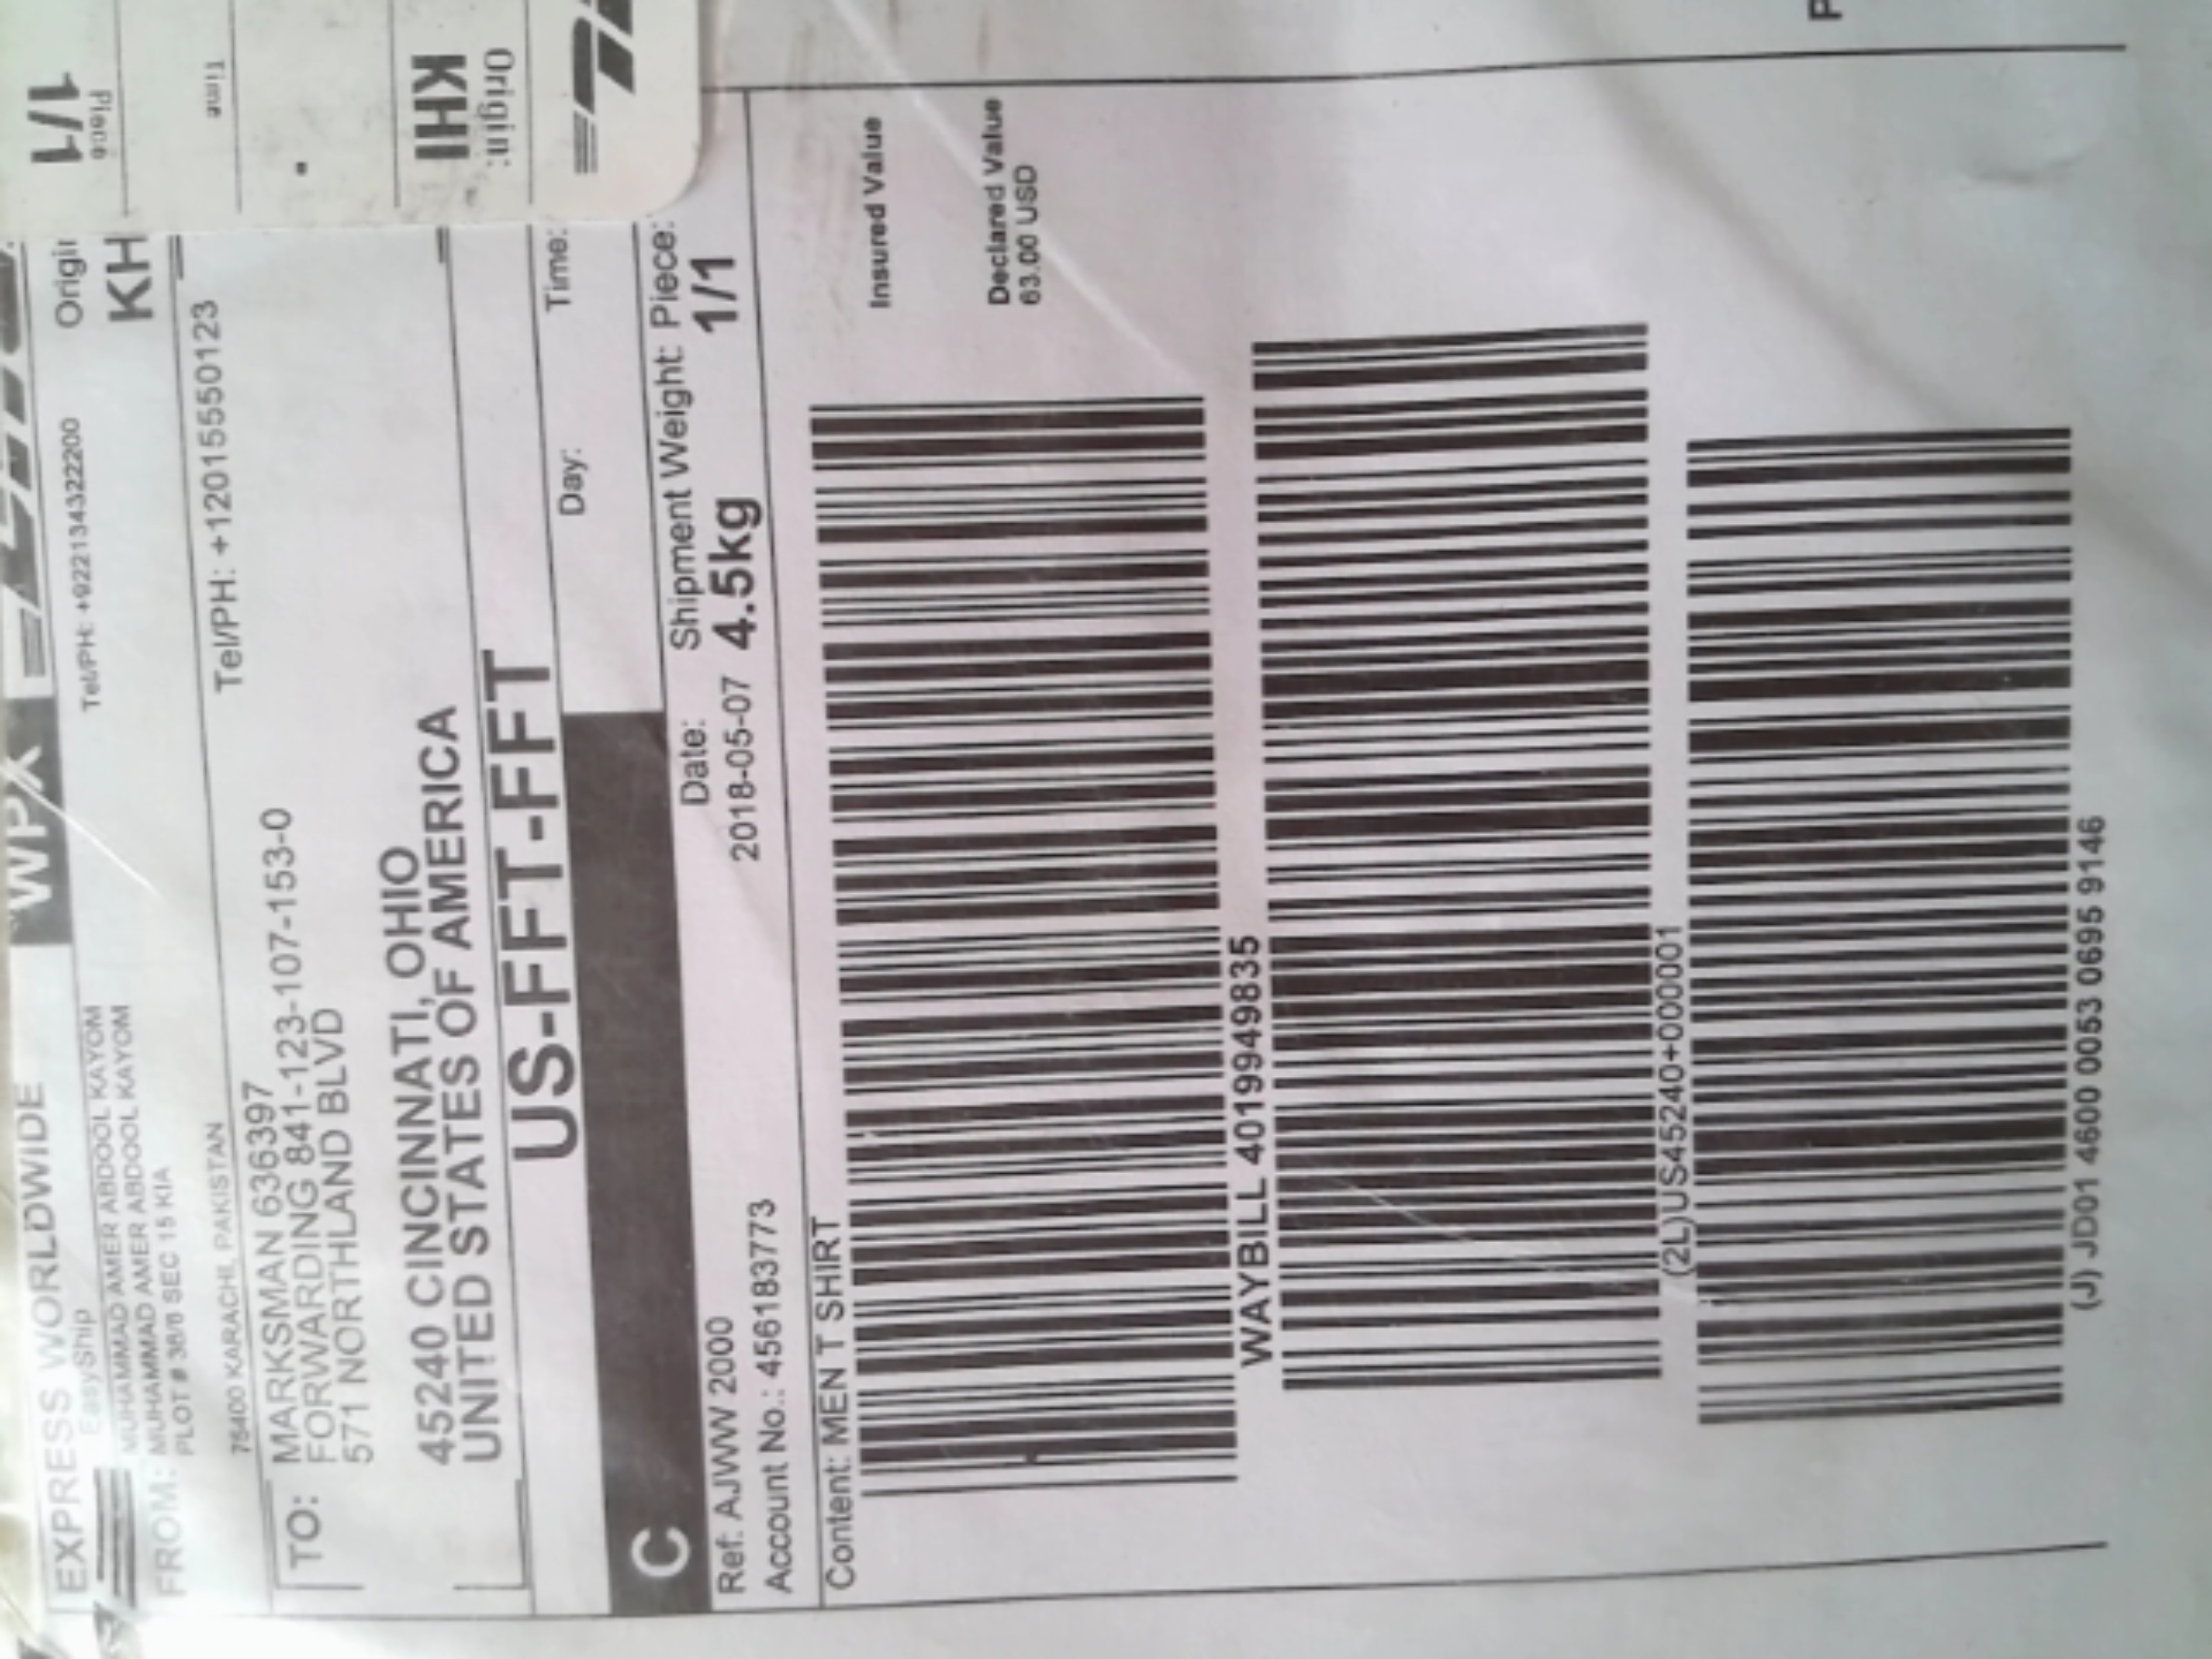 EXPRESS WORLDWIDE
WPX
EasyShip
MUHAMMAD AMER ABDOOL KAYOM
Tel/PH: +922134322200
FROM: MUHAMMAD AMER ABDOOL KAYOM
PLOT # 36/6 SEC 15 KIA
75400 KARACHI, PAKISTAN
KH
TO: MARKSMAN 636397
Tel/PH: +12015550123
FORWARDING 841-123-107-153-0
571 NORTHLAND BLVD
45240 CINCINNATI, OHIO
UNITED STATES OF AMERICA
US-FFT-FFT
C
Day:
Time:
Ref: AJWW 2000
Account No.: 456183773
Date:
2018-05-07
Shipment Weight:
4.5kg
Piece:
1/1
Content: MEN T SHIRT
Insured Value
Declared Value
63.00 USD
WAYBILL 4019949835
(2L)US45240+00000001
(J) JD01 4600 0053 0695 9146
1/1
Piece
Time
KHI
Origin: